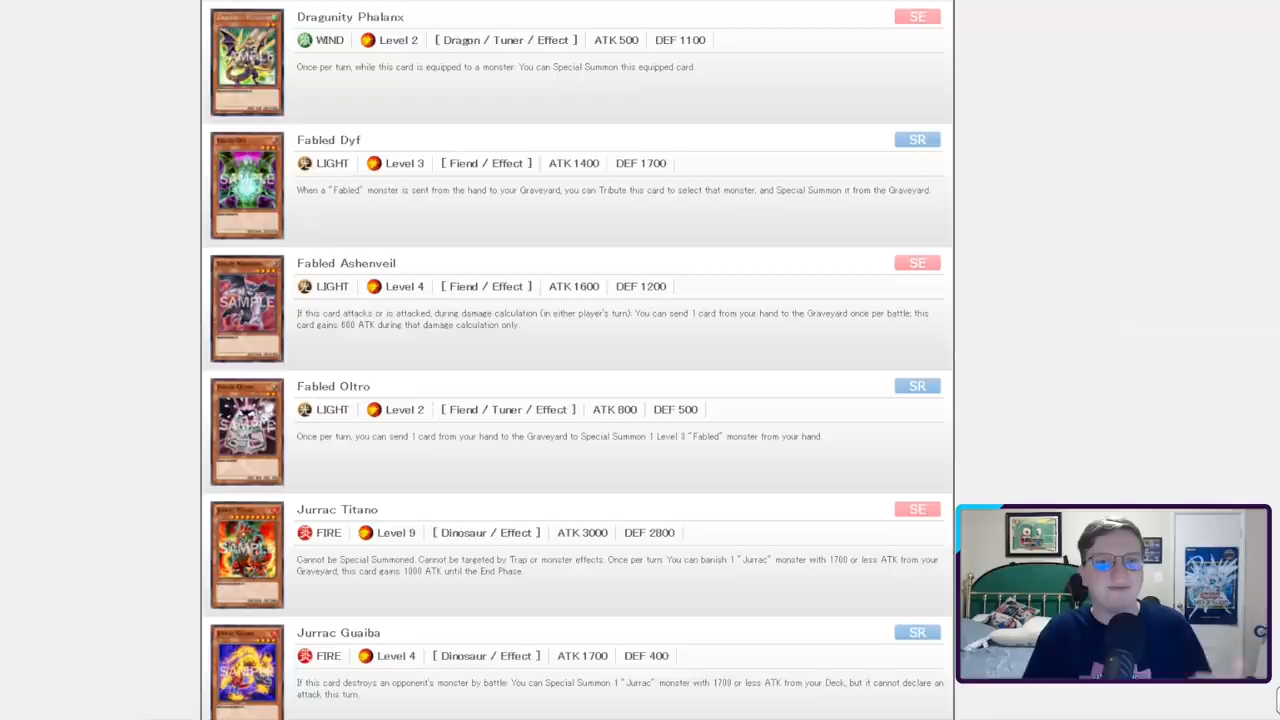 Dragunity Phalanx
SE
WIND Level 2 [ Dragon / Tuner / Effect ] ATK 500 DEF 1100
Once per turn, while this card is equipped to a monster: You can Special Summon this equipped card.
Fabled Dyf
SR
LIGHT Level 3 [ Fiend / Effect ] ATK 1400 DEF 1700
When a "Fabled" monster is sent from the hand to your Graveyard, you can Tribute this card to select that monster, and Special Summon it from the Graveyard.
SAMPLE
Fabled Ashenveil
SE
LIGHT Level 4 [ Fiend / Effect ] ATK 1600 DEF 1200
If this card attacks or is attacked, during damage calculation (in either player's turn): You can send 1 card from your hand to the Graveyard once per battle; this
card gains 600 ATK during that damage calculation only.
SAMPLE
Fabled Oltro
SR
LIGHT Level 2 [ Fiend / Tuner / Effect ] ATK 800 DEF 500
Once per turn, you can send 1 card from your hand to the Graveyard to Special Summon 1 Level 3 "Fabled" monster from your hand.
SAMPLE
Jurrac Titano
SE
FIRE Level 9 [ Dinosaur / Effect ] ATK 3000 DEF 2800
Cannot be Special Summoned. Cannot be targeted by Trap or monster effects. Once per turn: You can banish 1 "Jurrac" monster with 1700 or less ATK from your
Graveyard; this card gains 1000 ATK until the End Phase.
SAMPLE
Jurrac Guaiba
SR
FIRE Level 4 [ Dinosaur / Effect ] ATK 1700 DEF 400
If this card destroys an opponent's monster by battle: You can Special Summon 1 "Jurrac" monster with 1700 or less ATK from your Deck, but it cannot declare an
attack this turn.
SAMPLE